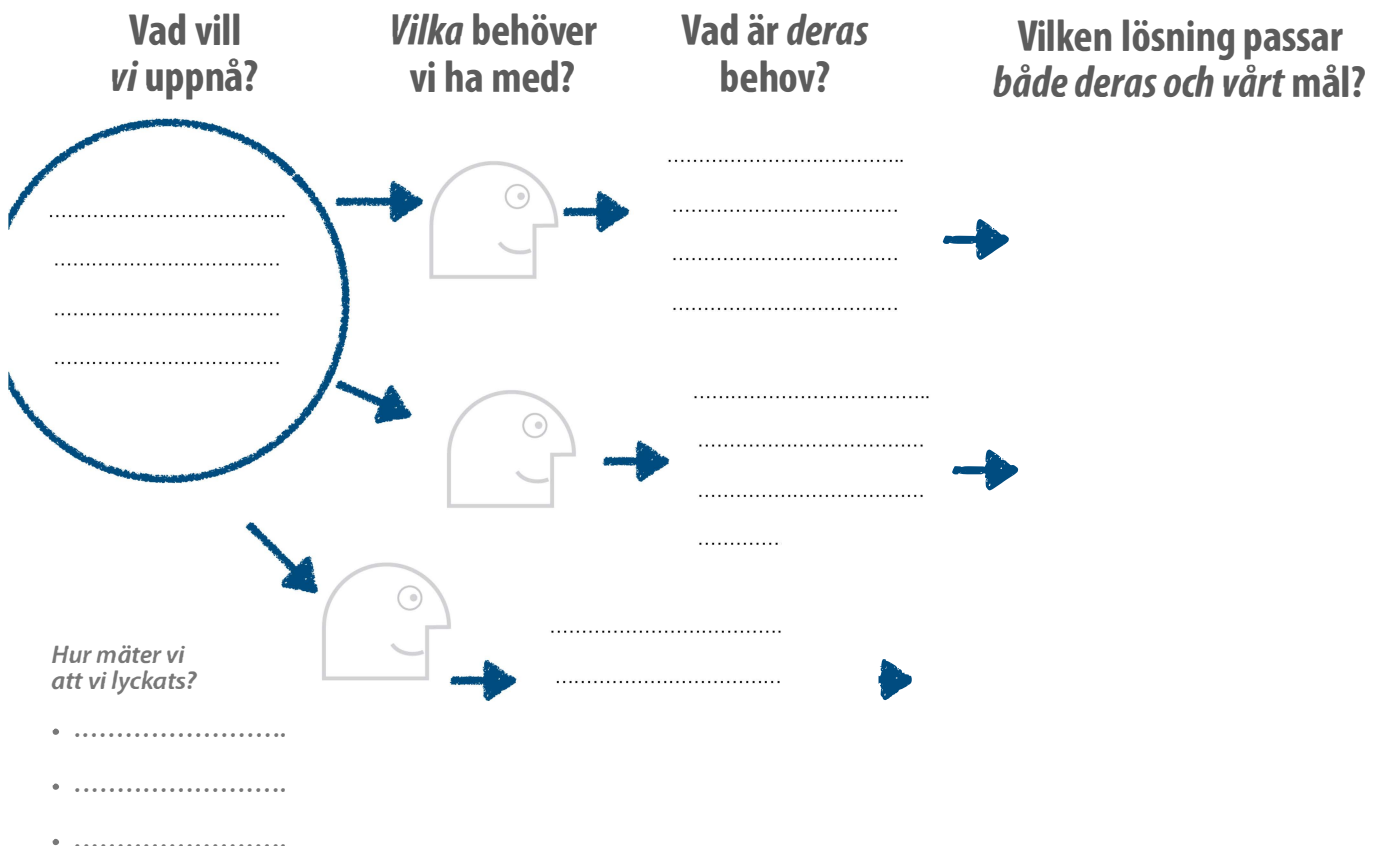 Vad vill
vi uppnå?
Vilka behöver
vi ha med?
Vad är deras
behov?
Vilken lösning passar
både deras och vårt mål?
Hur mäter vi
att vi lyckats?